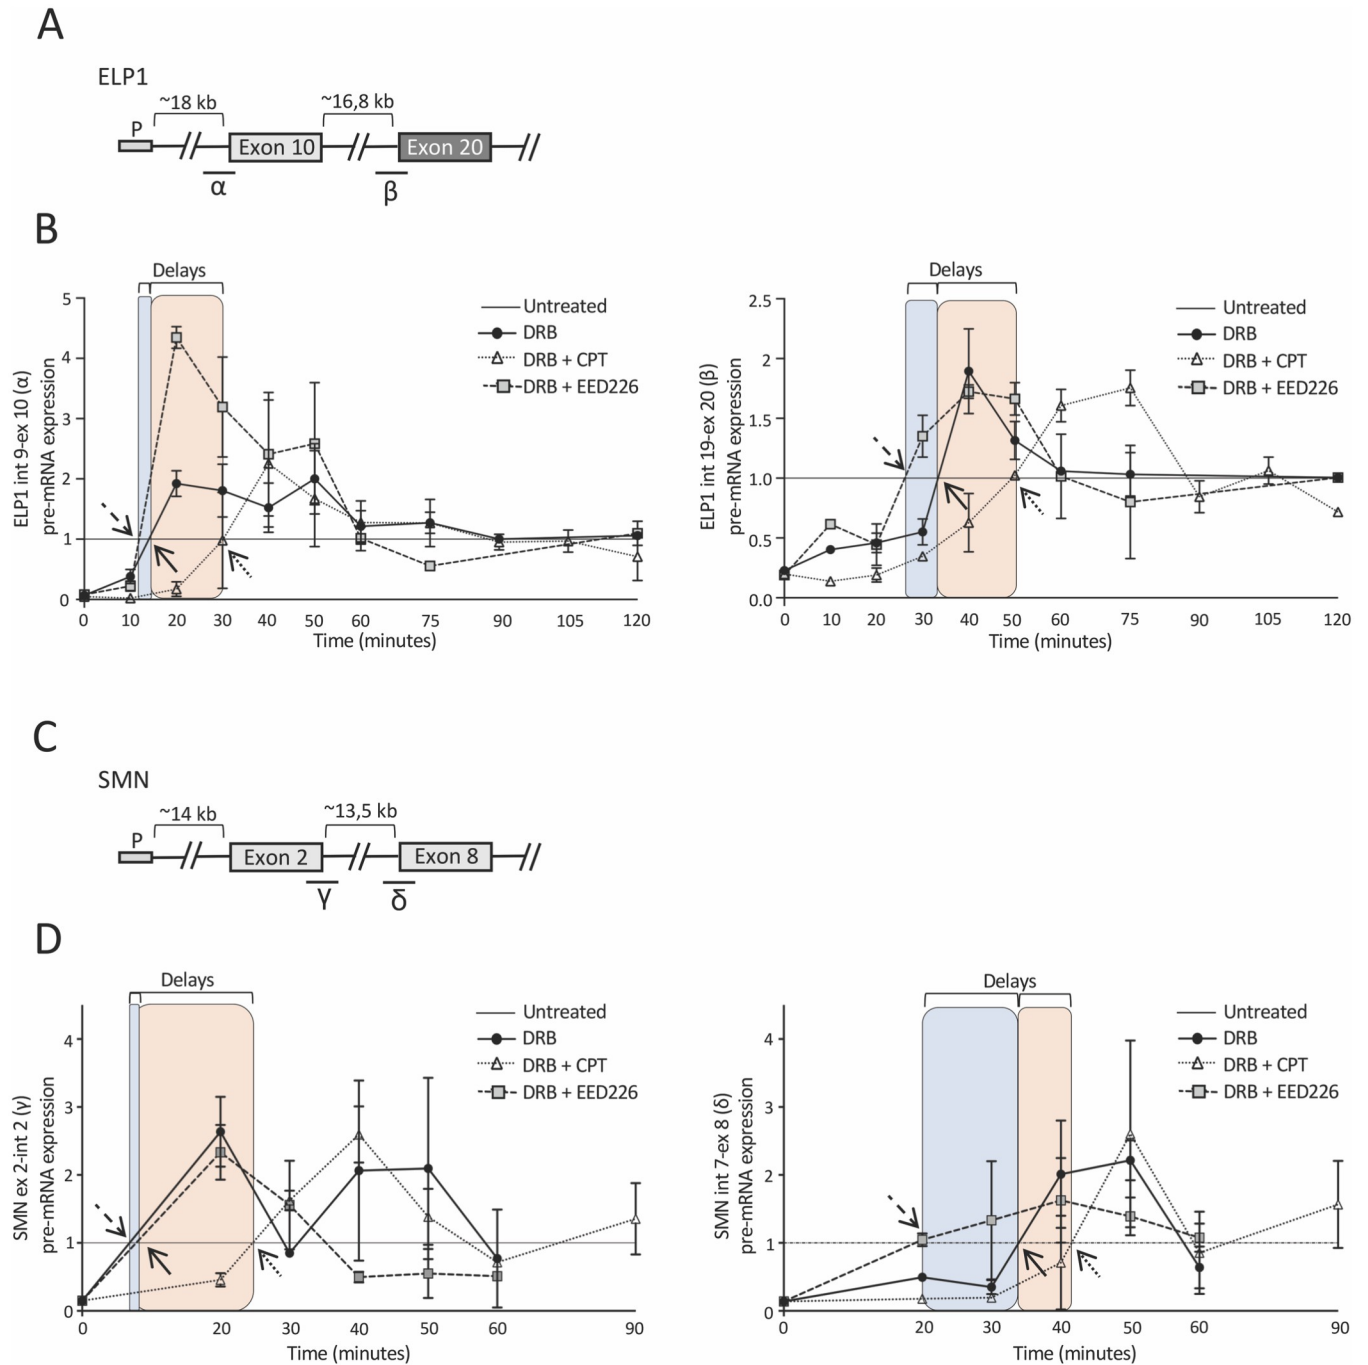 A
ELP1
~18 kb
~16,8 kb
P
Exon 10
Exon 20
α
β
B
Delays
ELP1 int 9-ex 10 (α)
pre-mRNA expression
5
4
3
2
1
0
Untreated
DRB
DRB + CPT
DRB + EED226
0 10 20 30 40 50 60 75 90 105 120
Time (minutes)
Delays
ELP1 int 19-ex 20 (β)
pre-mRNA expression
2.5
2
1.5
1.0
0.5
0.0
Untreated
DRB
DRB + CPT
DRB + EED226
0 10 20 30 40 50 60 75 90 105 120
Time (minutes)
C
SMN
~14 kb
~13,5 kb
P
Exon 2
Exon 8
γ
δ
D
Delays
SMN ex 2-int 2 (γ)
pre-mRNA expression
4
3
2
1
0
Untreated
DRB
DRB + CPT
DRB + EED226
0 20 30 40 50 60 90
Time (minutes)
Delays
SMN int 7-ex 8 (δ)
pre-mRNA expression
4
3
2
1
0
Untreated
DRB
DRB + CPT
DRB + EED226
0 20 30 40 50 60 90
Time (minutes)